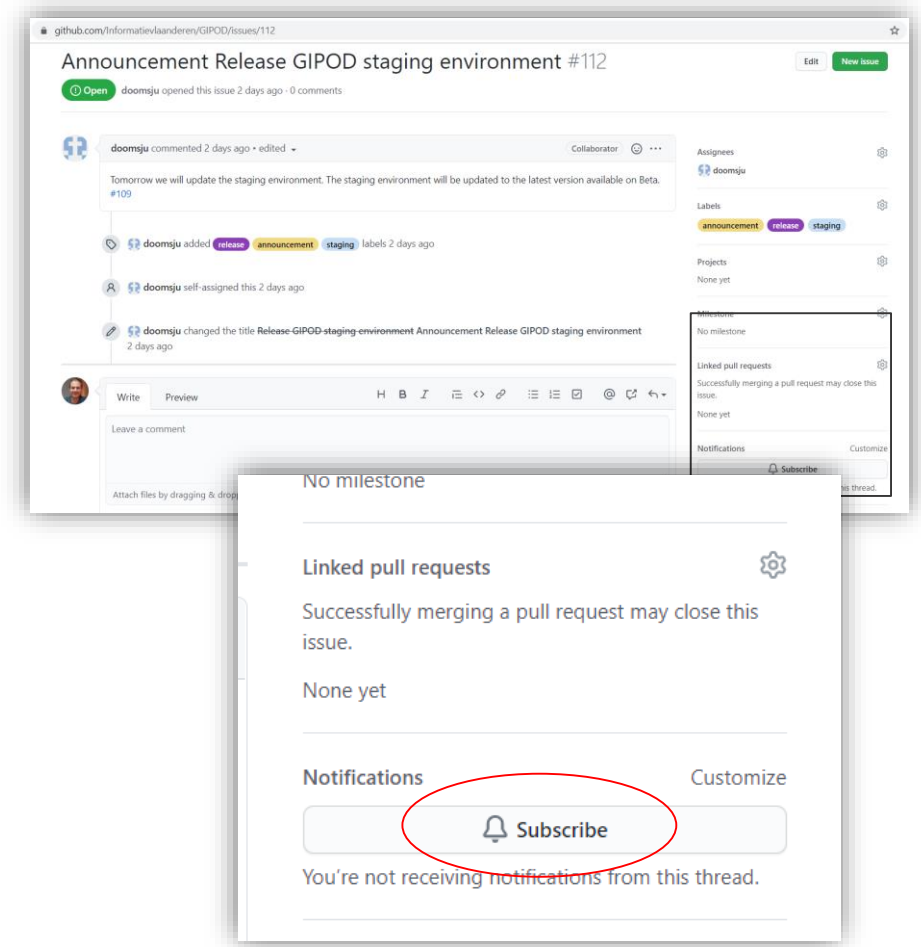 github.com/Informatievlaanderen/GIPOD/issues/112
Announcement Release GIPOD staging environment #112
Edit
New issue
Open
doomsju opened this issue 2 days ago · 0 comments
doomsju commented 2 days ago • edited
Collaborator
Tomorrow we will update the staging environment. The staging environment will be updated to the latest version available on Beta.
#109
doomsju added release announcement staging labels 2 days ago
doomsju self-assigned this 2 days ago
doomsju changed the title Release GIPOD staging environment Announcement Release GIPOD staging environment
2 days ago
Write
Preview
H B I
Leave a comment
Attach files by dragging & dropp
Assignees
doomsju
Labels
announcement release staging
Projects
None yet
Milestone
No milestone
Linked pull requests
Successfully merging a pull request may close this
issue.
None yet
Notifications
Customize
Subscribe
his thread.
No milestone
Linked pull requests
Successfully merging a pull request may close this
issue.
None yet
Notifications
Customize
Subscribe
You're not receiving notifications from this thread.